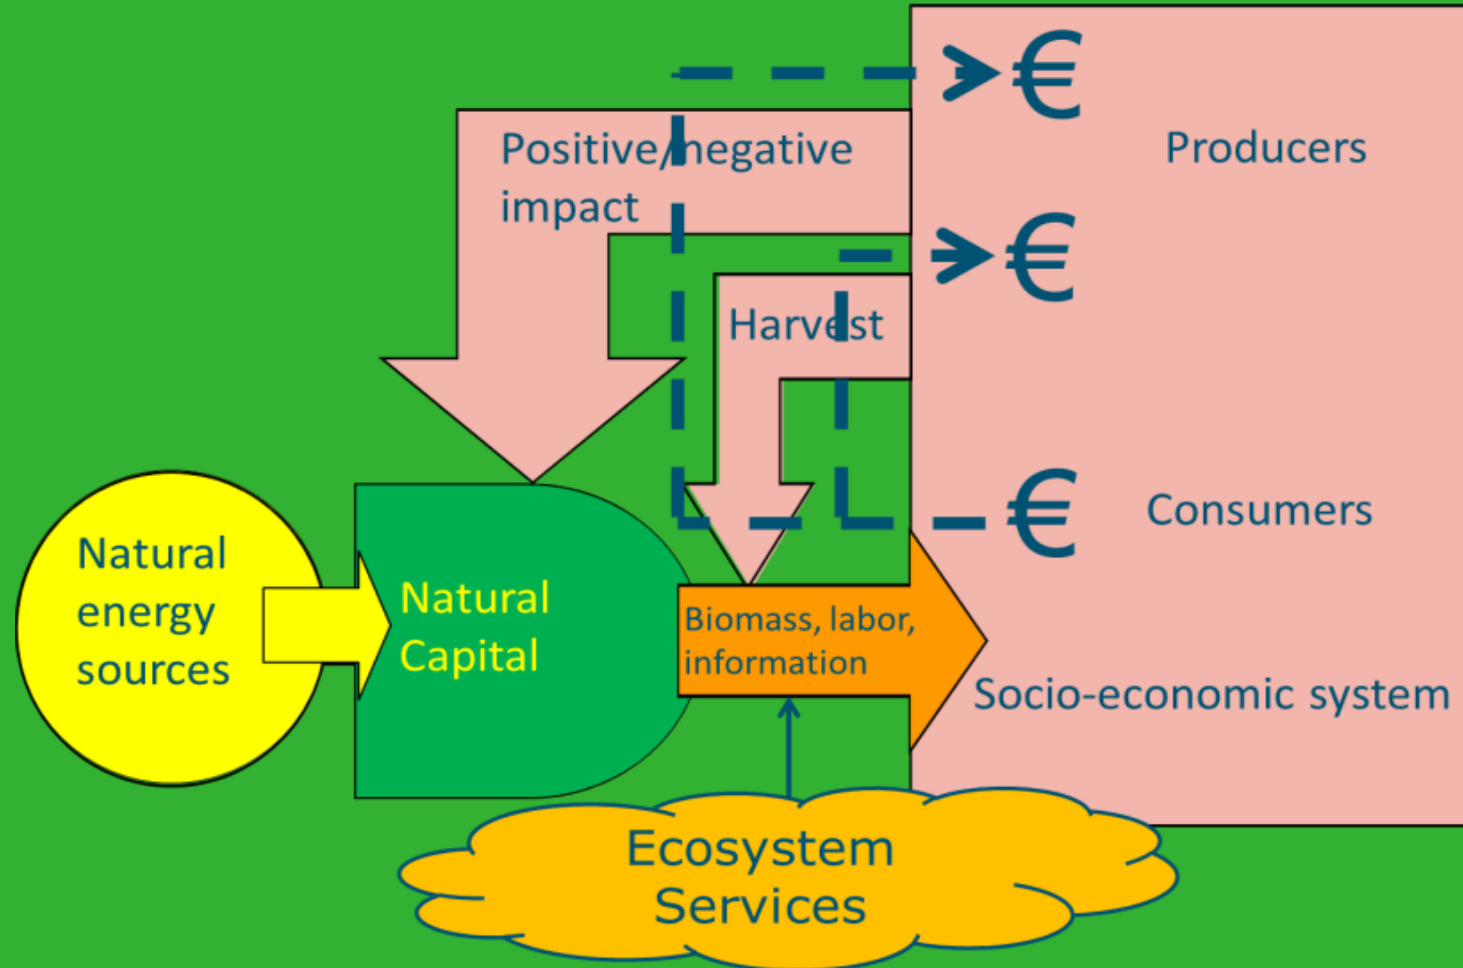 €
Producers
Positive/negative
impact
€
Harvest
€
Consumers
Natural
energy
sources
Natural
Capital
Biomass, labor,
information
Socio-economic system
Ecosystem
Services